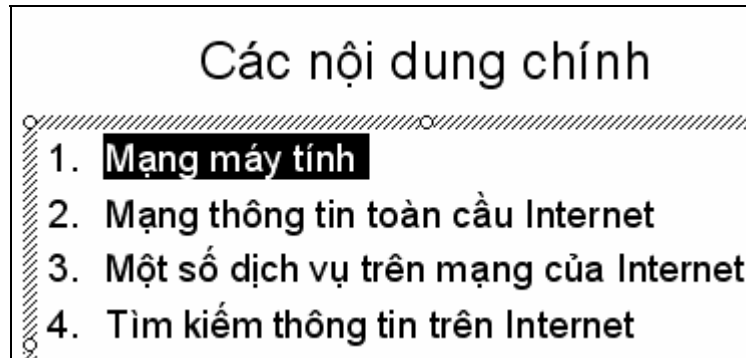 Các nội dung chính
1. Mạng máy tính
2. Mạng thông tin toàn cầu Internet
3. Một số dịch vụ trên mạng của Internet
4. Tìm kiếm thông tin trên Internet